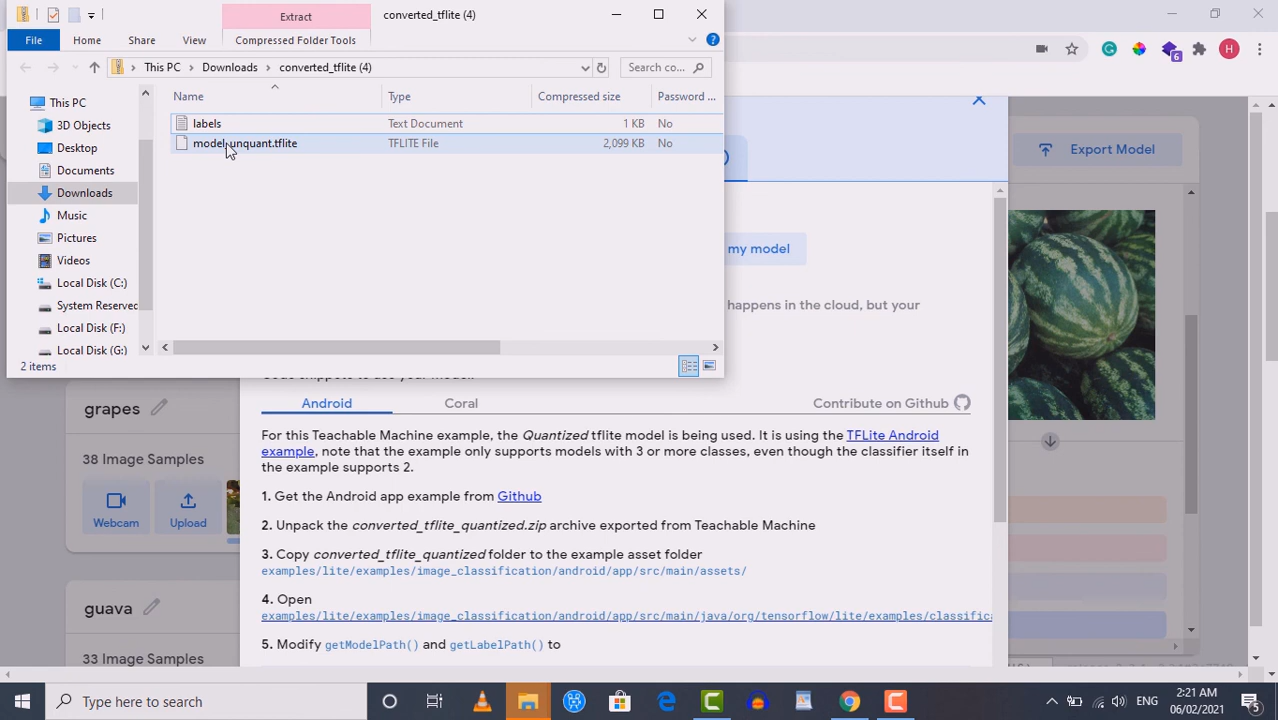 Extract
converted_tflite (4)
File
Home
Share
View
Compressed Folder Tools
This PC
Downloads
converted_tflite (4)
Search co...
Name
Type
Compressed size
Password ...
This PC
3D Objects
Desktop
Documents
Downloads
Music
Pictures
Videos
Local Disk (C:)
System Reserved
Local Disk (F:)
Local Disk (G:)
labels
Text Document
1 KB
No
model_unquant.tflite
TFLITE File
2,099 KB
No
2 items
H
6
Export Model
my model
happens in the cloud, but your
Android
Coral
Contribute on Github
For this Teachable Machine example, the Quantized tflite model is being used. It is using the TFLite Android
example, note that the example only supports models with 3 or more classes, even though the classifier itself in
the example supports 2.
1. Get the Android app example from Github
2. Unpack the converted_tflite_quantized.zip archive exported from Teachable Machine
3. Copy converted_tflite_quantized folder to the example asset folder
examples/lite/examples/image_classification/android/app/src/main/assets/
4. Open
examples/lite/examples/image_classification/android/app/src/main/java/org/tensorflow/lite/examples/classifica
5. Modify getModelPath() and getLabelPath() to
grapes
38 Image Samples
Webcam
Upload
guava
33 Image Samples
Type here to search
ENG
2:21 AM
06/02/2021
5